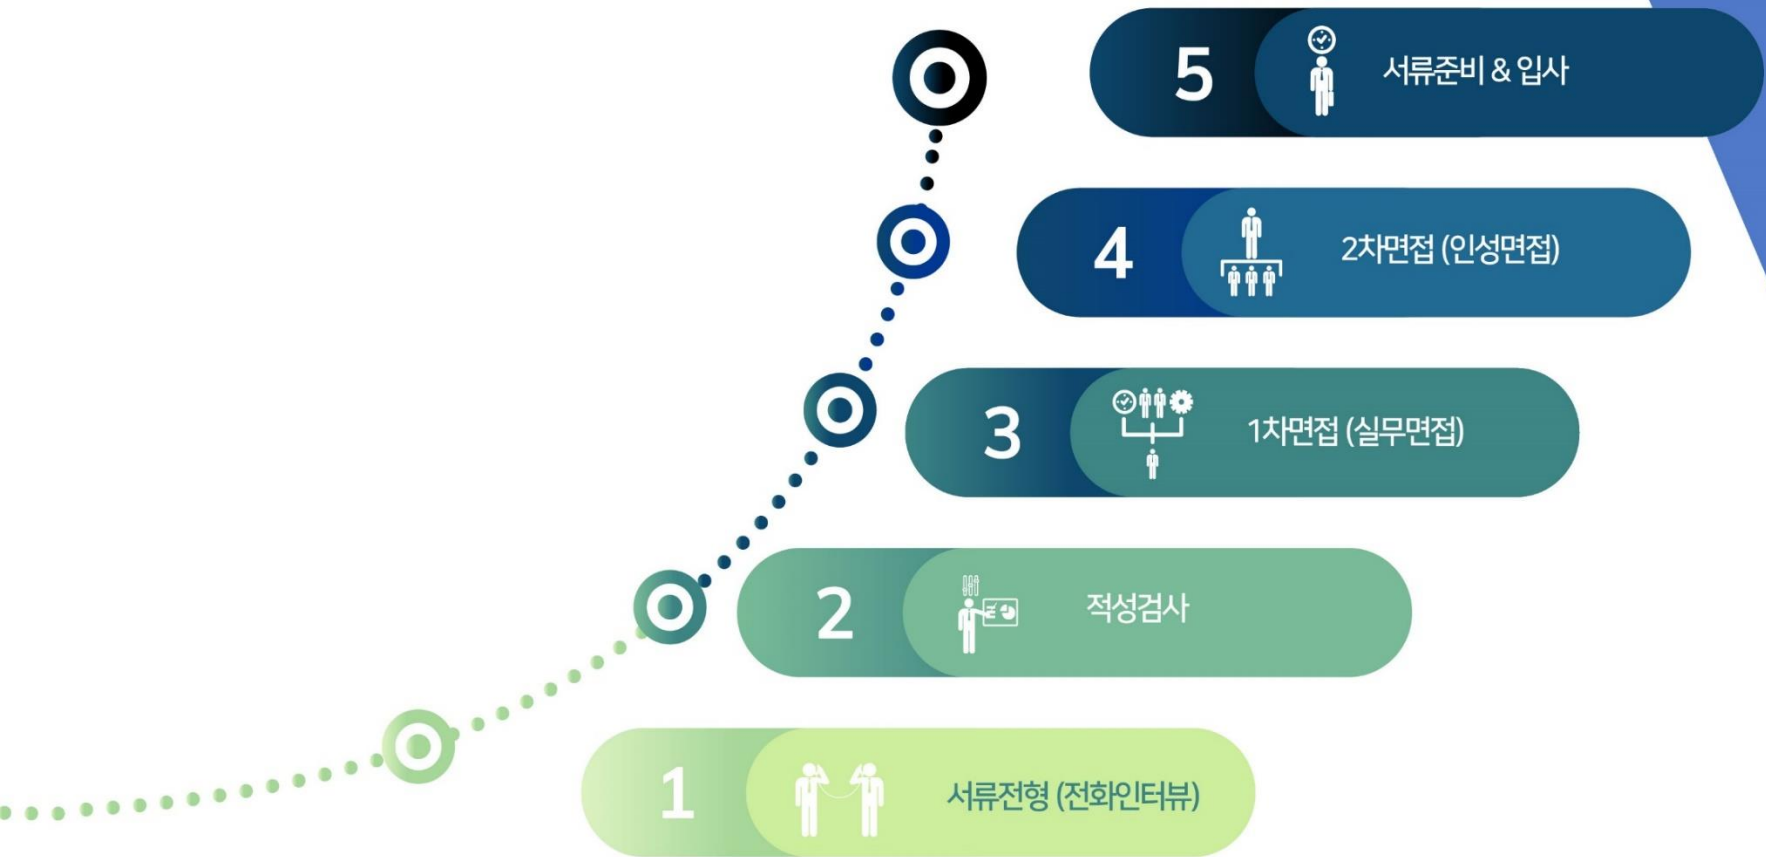 5 서류준비 & 입사
4 2차면접 (인성면접)
3 1차면접 (실무면접)
2 적성검사
1 서류전형 (전화인터뷰)